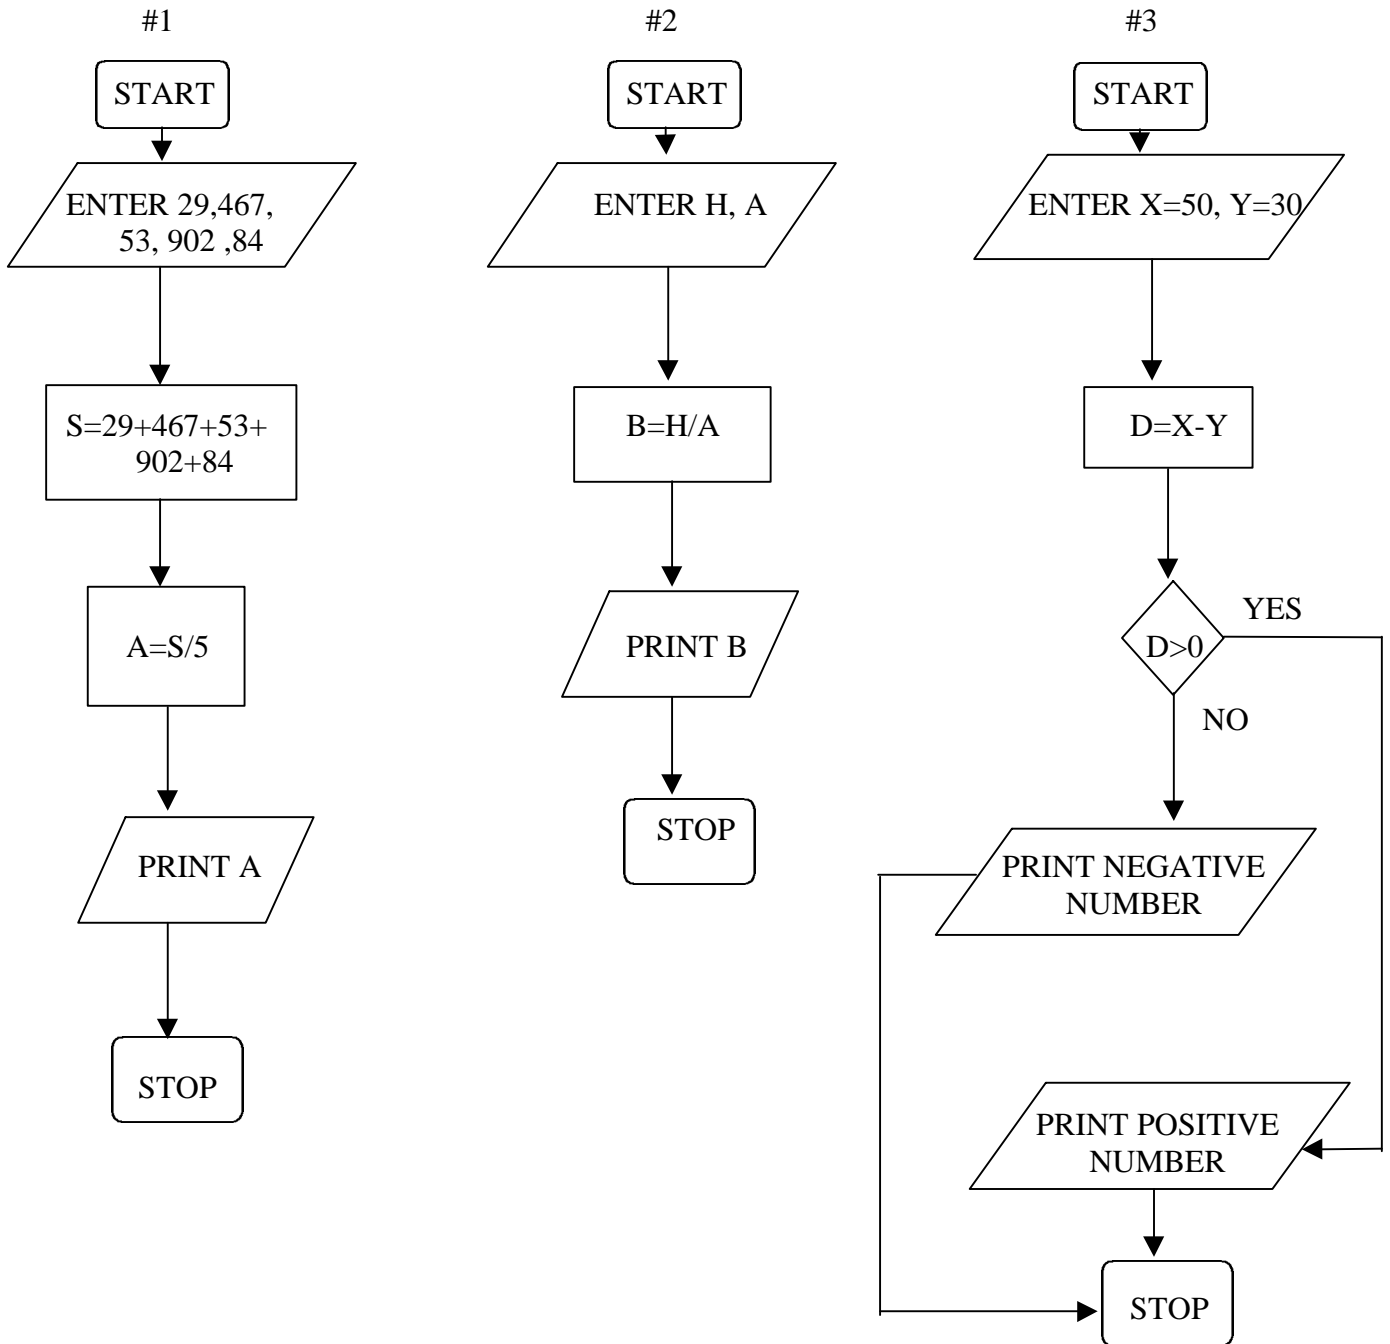 #1
START
ENTER 29,467,
53, 902 ,84
S=29+467+53+
902+84
A=S/5
PRINT A
STOP
#2
START
ENTER H, A
B=H/A
PRINT B
STOP
#3
START
ENTER X=50, Y=30
D=X-Y
D>0
YES
NO
PRINT NEGATIVE
NUMBER
PRINT POSITIVE
NUMBER
STOP